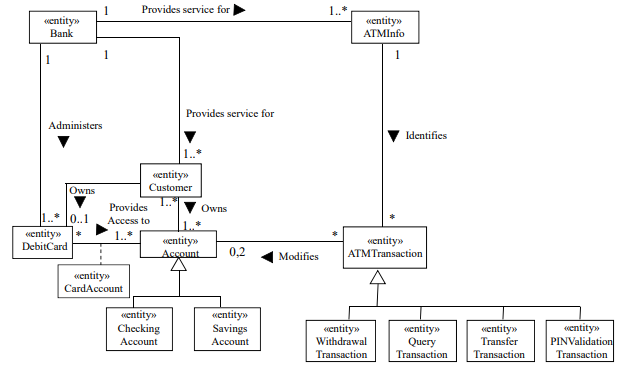 1 Provides service for 1..*
«entity»
Bank
«entity»
ATMInfo
1 1 1
Provides service for
Administers
Identifies
1..*
«entity»
Customer
Owns
1..*
Owns
Provides
Access to
1..* 0..1
* 1..*
1..*
* *
«entity»
DebitCard
«entity»
Account
0,2
Modifies
«entity»
ATMTransaction
«entity»
CardAccount
«entity»
Checking
Account
«entity»
Savings
Account
«entity»
Withdrawal
Transaction
«entity»
Query
Transaction
«entity»
Transfer
Transaction
«entity»
PINValidation
Transaction